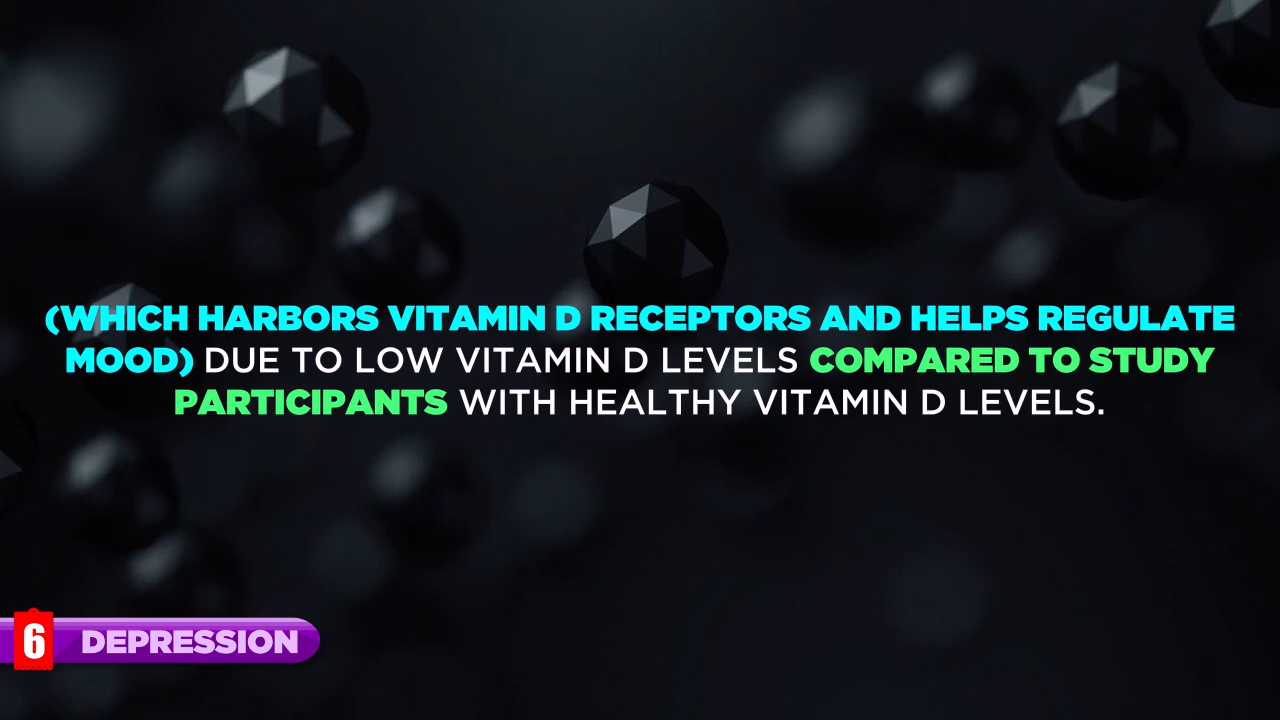 (WHICH HARBORS VITAMIN D RECEPTORS AND HELPS REGULATE
MOOD) DUE TO LOW VITAMIN D LEVELS COMPARED TO STUDY
PARTICIPANTS WITH HEALTHY VITAMIN D LEVELS.
6 DEPRESSION